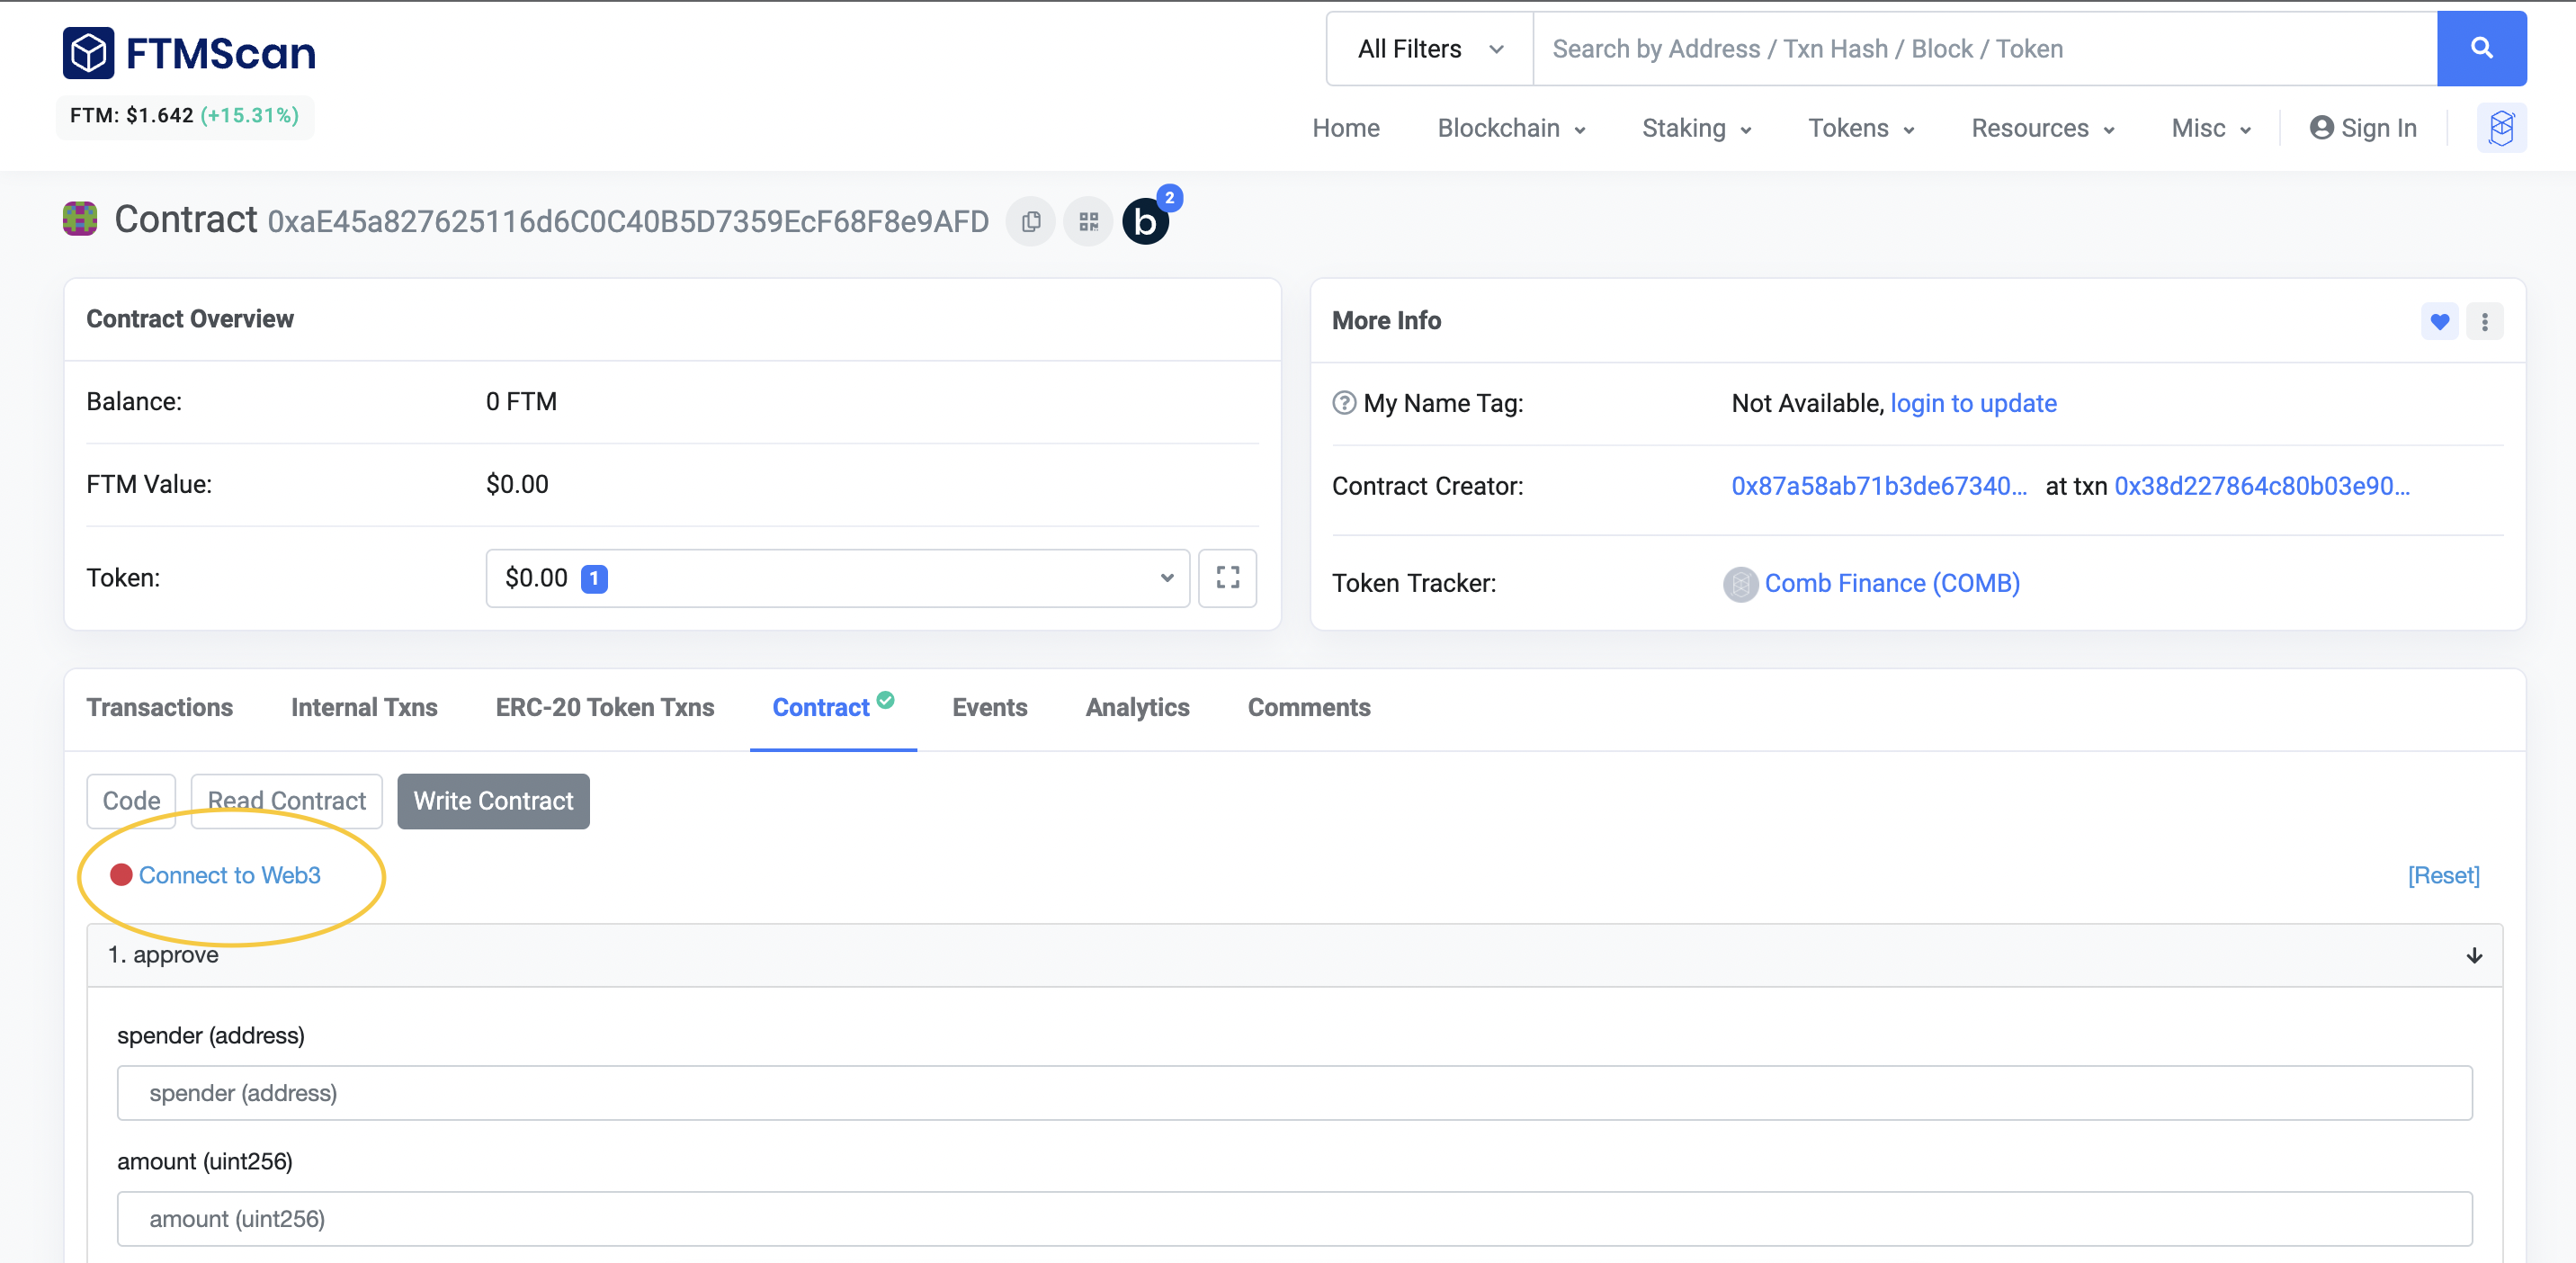 FTMScan
All Filters
Search by Address / Txn Hash / Block / Token
FTM: $1.642 (+15.31%)
Home Blockchain Staking Tokens Resources Misc Sign In
Contract 0xaE45a827625116d6C0C40B5D7359EcF68F8e9AFD
b 2
Contract Overview
Balance: 0 FTM
FTM Value: $0.00
Token: $0.00 1
More Info
My Name Tag: Not Available, login to update
Contract Creator: 0x87a58ab71b3de67340... at txn 0x38d227864c80b03e90...
Token Tracker: Comb Finance (COMB)
Transactions Internal Txns ERC-20 Token Txns Contract Events Analytics Comments
Code Read Contract Write Contract
Connect to Web3 [Reset]
1. approve
spender (address)
spender (address)
amount (uint256)
amount (uint256)